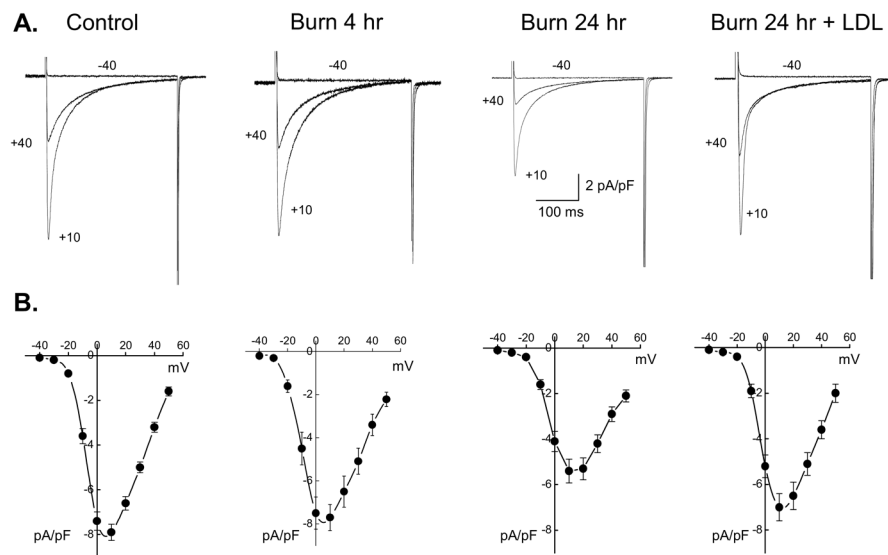 A. Control Burn 4 hr Burn 24 hr Burn 24 hr + LDL
-40 -40 -40 -40
+40 +40 +40 +40
+10 +10 +10 +10
2 pA/pF
100 ms
B.
-40 -20 0 20 40 60
mV
-2
-4
-6
-8
pA/pF
-40 -20 0 20 40 60
mV
-2
-4
-6
-8
pA/pF
-40 -20 0 20 40 60
mV
-2
-4
-6
-8
pA/pF
-40 -20 0 20 40 60
mV
-2
-4
-6
-8
pA/pF